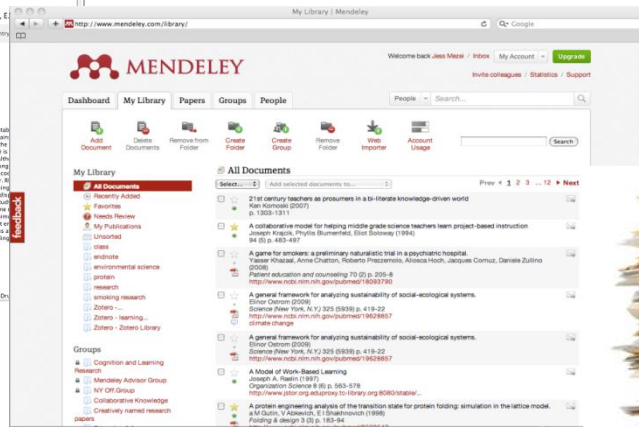 My Library | Mendeley
http://www.mendeley.com/library/
Google
MENDELEY
Welcome back Jess Mezei / Inbox My Account Upgrade
Invite colleagues / Statistics / Support
Dashboard My Library Papers Groups People
People Search...
Add Document
Delete Documents
Remove from Folder
Create Folder
Create Group
Remove Folder
Web Importer
Account Usage
Search
My Library
All Documents
Recently Added
Favorites
Needs Review
My Publications
Unsorted
class
endnote
environmental science
protein
research
smoking research
Zotero -...
Zotero - learning...
Zotero - Zotero Library
Groups
Cognition and Learning
Research
Mendeley Advisor Group
NY Off.Group
Collaborative Knowledge
Creatively named research
papers
feedback
All Documents
Select... Add selected documents to... Prev 1 2 3 ...12 Next
21st century teachers as prosumers in a bi-literate knowledge-driven world
Ken Komoski (2007)
p. 1303-1311
A collaborative model for helping middle grade science teachers learn project-based instruction
Joseph Krajcik, Phyllis Blumenfeld, Elliot Soloway (1994)
94 (5) p. 483-497
A game for smokers: a preliminary naturalistic trial in a psychiatric hospital.
Yasser Khazaal, Anne Chatton, Roberto Prezzemolo, Aliosca Hoch, Jacques Cornuz, Daniele Zullino
(2008)
Patient education and counseling 70 (2) p. 205-8
http://www.ncbi.nlm.nih.gov/pubmed/18093790
A general framework for analyzing sustainability of social-ecological systems.
Elinor Ostrom (2009)
Science (New York, N.Y.) 325 (5939) p. 419-22
http://www.ncbi.nlm.nih.gov/pubmed/19628857
climate change
A general framework for analyzing sustainability of social-ecological systems.
Elinor Ostrom (2009)
Science (New York, N.Y.) 325 (5939) p. 419-22
http://www.ncbi.nlm.nih.gov/pubmed/19628857
A Model of Work-Based Learning
Joseph A. Raelin (1997)
Organization Science 8 (6) p. 563-578
http://www.jstor.org.eduproxy.tc-library.org:8080/stable/...
A protein engineering analysis of the transition state for protein folding: simulation in the lattice model.
a M Gutin, V Abkevich, E I Shakhnovich (1998)
Folding & design 3 (3) p. 183-94